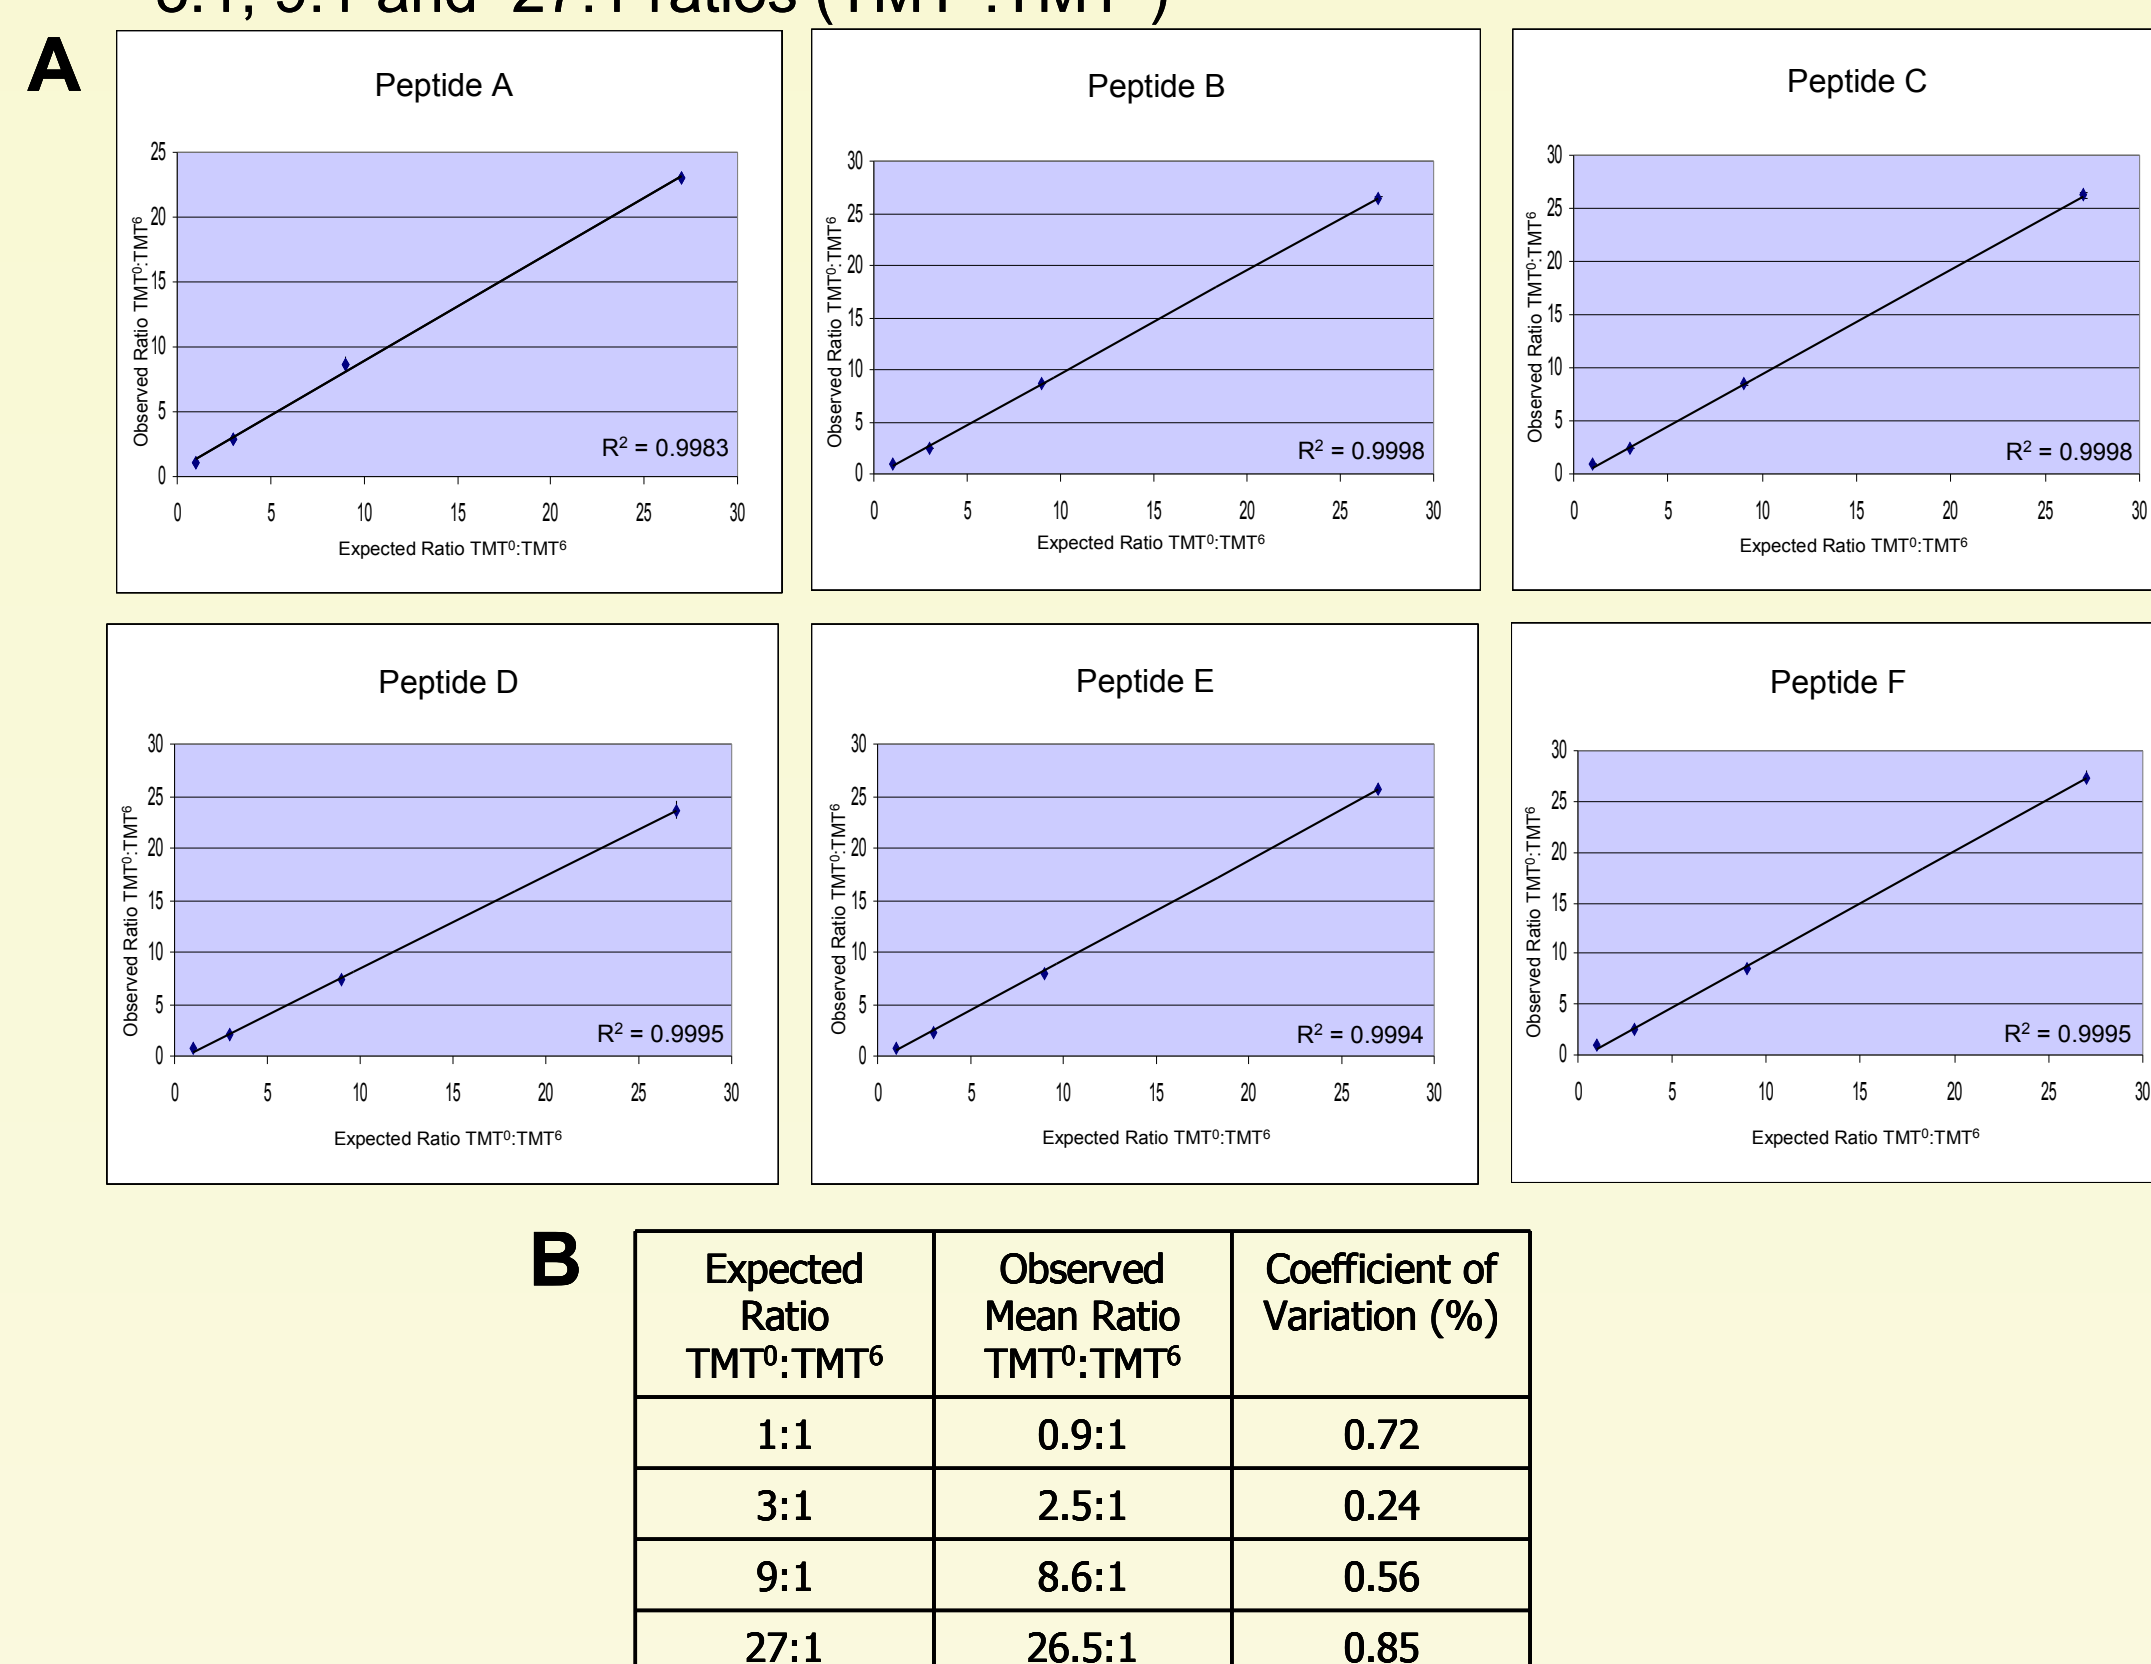 3:1, 9:1 and 27:1 ratios (TMT⁰:TMT⁶)
A
Peptide A
25
20
15
10
5
0
Observed Ratio TMT⁰:TMT⁶
R² = 0.9983
0 5 10 15 20 25 30
Expected Ratio TMT⁰:TMT⁶
Peptide B
30
25
20
15
10
5
0
Observed Ratio TMT⁰:TMT⁶
R² = 0.9998
0 5 10 15 20 25 30
Expected Ratio TMT⁰:TMT⁶
Peptide C
30
25
20
15
10
5
0
Observed Ratio TMT⁰:TMT⁶
R² = 0.9998
0 5 10 15 20 25 30
Expected Ratio TMT⁰:TMT⁶
Peptide D
30
25
20
15
10
5
0
Observed Ratio TMT⁰:TMT⁶
R² = 0.9995
0 5 10 15 20 25 30
Expected Ratio TMT⁰:TMT⁶
Peptide E
30
25
20
15
10
5
0
Observed Ratio TMT⁰:TMT⁶
R² = 0.9994
0 5 10 15 20 25 30
Expected Ratio TMT⁰:TMT⁶
Peptide F
30
25
20
15
10
5
0
Observed Ratio TMT⁰:TMT⁶
R² = 0.9995
0 5 10 15 20 25 30
Expected Ratio TMT⁰:TMT⁶
B
Expected Ratio TMT⁰:TMT⁶ Observed Mean Ratio TMT⁰:TMT⁶ Coefficient of Variation (%)
1:1 0.9:1 0.72
3:1 2.5:1 0.24
9:1 8.6:1 0.56
27:1 26.5:1 0.85